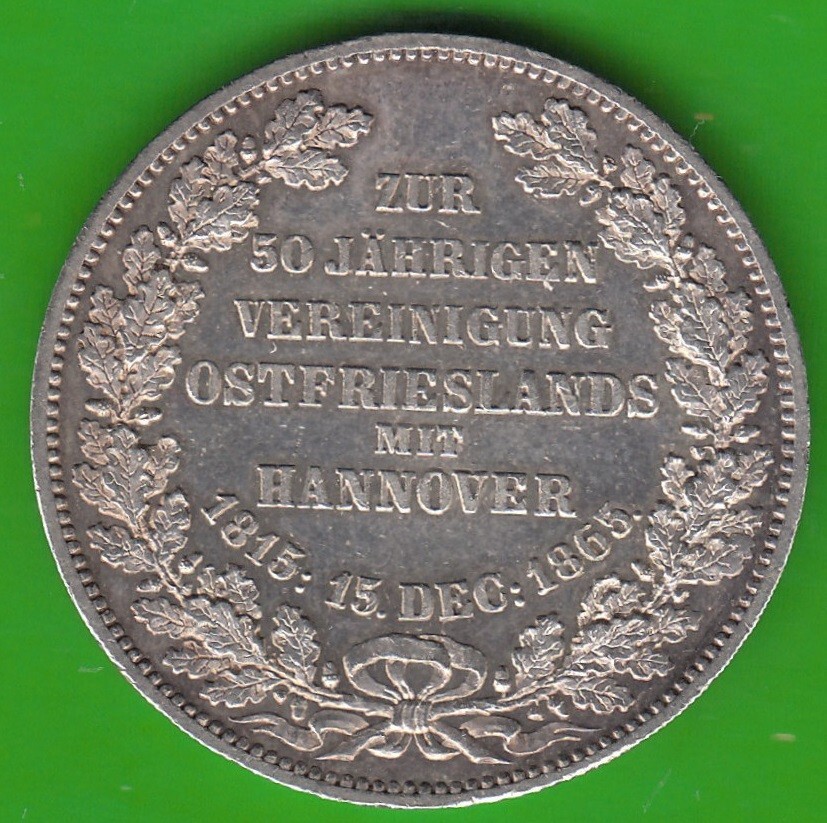 ZUR
50 JÄHRIGEN
VEREINIGUNG
OSTFRIESLANDS
MIT
HANNOVER
1815: 15. DEC: 1865.